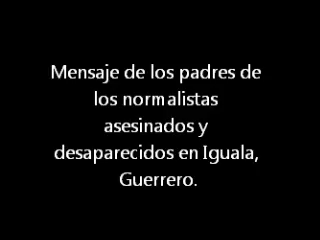 Mensaje de los padres de
los normalistas
asesinados y
desaparecidos en Iguala,
Guerrero.